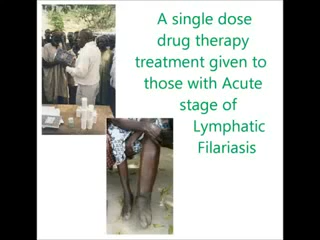 A single dose
drug therapy
treatment given to
those with Acute
stage of
Lymphatic
Filariasis